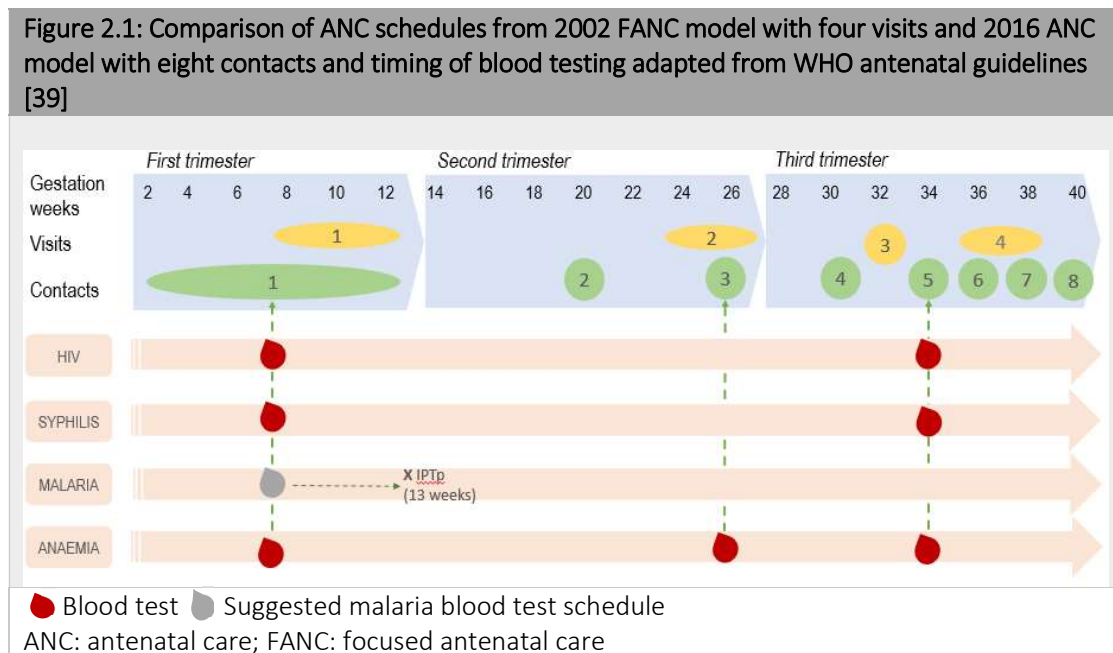 Figure 2.1: Comparison of ANC schedules from 2002 FANC model with four visits and 2016 ANC
model with eight contacts and timing of blood testing adapted from WHO antenatal guidelines
[39]
First trimester Second trimester Third trimester
Gestation
weeks
2 4 6 8 10 12 14 16 18 20 22 24 26 28 30 32 34 36 38 40
Visits 1 2 3 4
Contacts 1 2 3 4 5 6 7 8
HIV
SYPHILIS
MALARIA
X IPTp
(13 weeks)
ANAEMIA
Blood test Suggested malaria blood test schedule
ANC: antenatal care; FANC: focused antenatal care